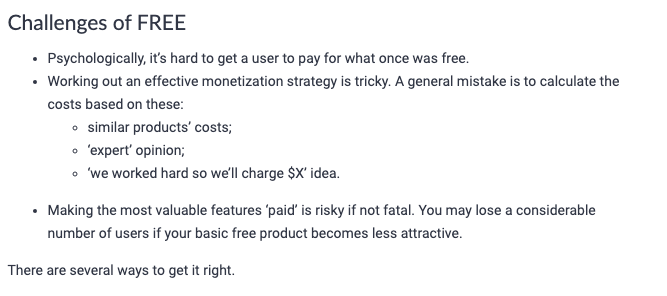 Challenges of FREE
• Psychologically, it's hard to get a user to pay for what once was free.
• Working out an effective monetization strategy is tricky. A general mistake is to calculate the
costs based on these:
◦ similar products' costs;
◦ 'expert' opinion;
◦ 'we worked hard so we'll charge $X' idea.
• Making the most valuable features 'paid' is risky if not fatal. You may lose a considerable
number of users if your basic free product becomes less attractive.
There are several ways to get it right.